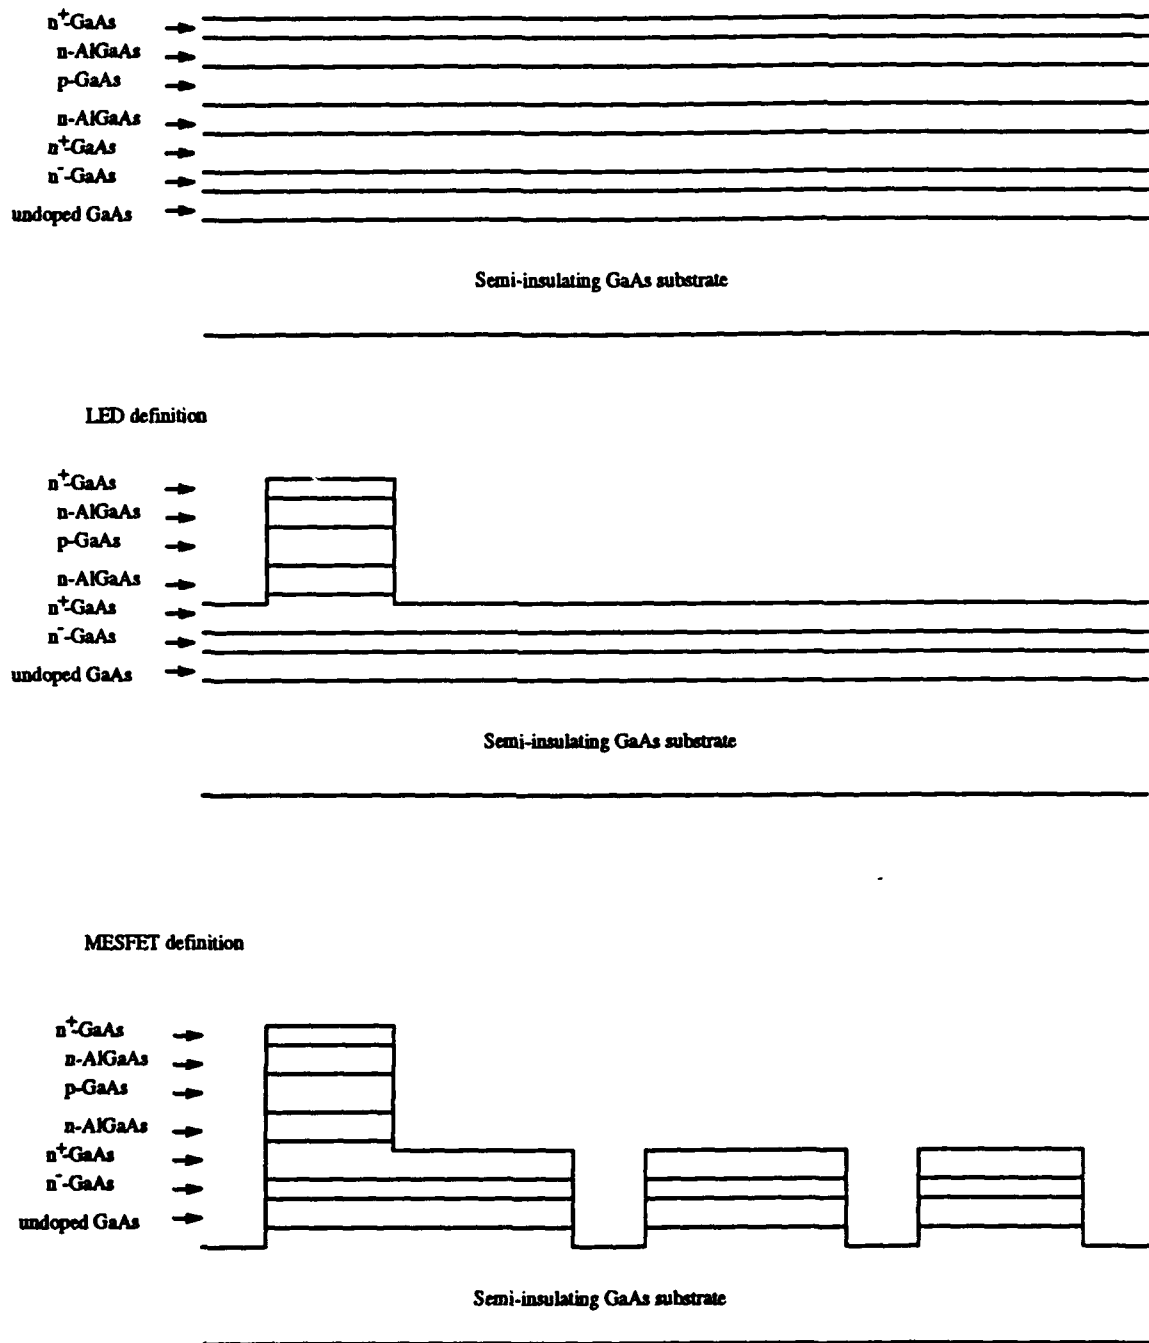 n⁺-GaAs
n-AlGaAs
p-GaAs
n-AlGaAs
n⁺-GaAs
n⁻-GaAs
undoped GaAs
Semi-insulating GaAs substrate
LED definition
n⁺-GaAs
n-AlGaAs
p-GaAs
n-AlGaAs
n⁺-GaAs
n⁻-GaAs
undoped GaAs
Semi-insulating GaAs substrate
MESFET definition
n⁺-GaAs
n-AlGaAs
p-GaAs
n-AlGaAs
n⁺-GaAs
n⁻-GaAs
undoped GaAs
Semi-insulating GaAs substrate